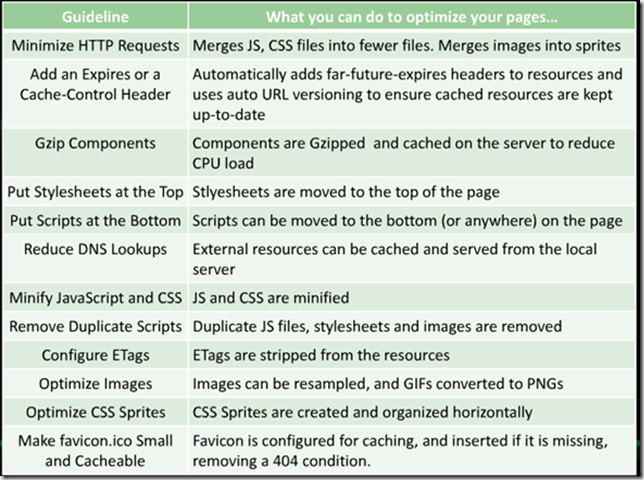 Guideline What you can do to optimize your pages...
Minimize HTTP Requests Merges JS, CSS files into fewer files. Merges images into sprites
Add an Expires or a
Cache-Control Header
Automatically adds far-future-expires headers to resources and
uses auto URL versioning to ensure cached resources are kept
up-to-date
Gzip Components Components are Gzipped and cached on the server to reduce
CPU load
Put Stylesheets at the Top Stlyesheets are moved to the top of the page
Put Scripts at the Bottom Scripts can be moved to the bottom (or anywhere) on the page
Reduce DNS Lookups External resources can be cached and served from the local
server
Minify JavaScript and CSS JS and CSS are minified
Remove Duplicate Scripts Duplicate JS files, stylesheets and images are removed
Configure ETags ETags are stripped from the resources
Optimize Images Images can be resampled, and GIFs converted to PNGs
Optimize CSS Sprites CSS Sprites are created and organized horizontally
Make favicon.ico Small
and Cacheable
Favicon is configured for caching, and inserted if it is missing,
removing a 404 condition.